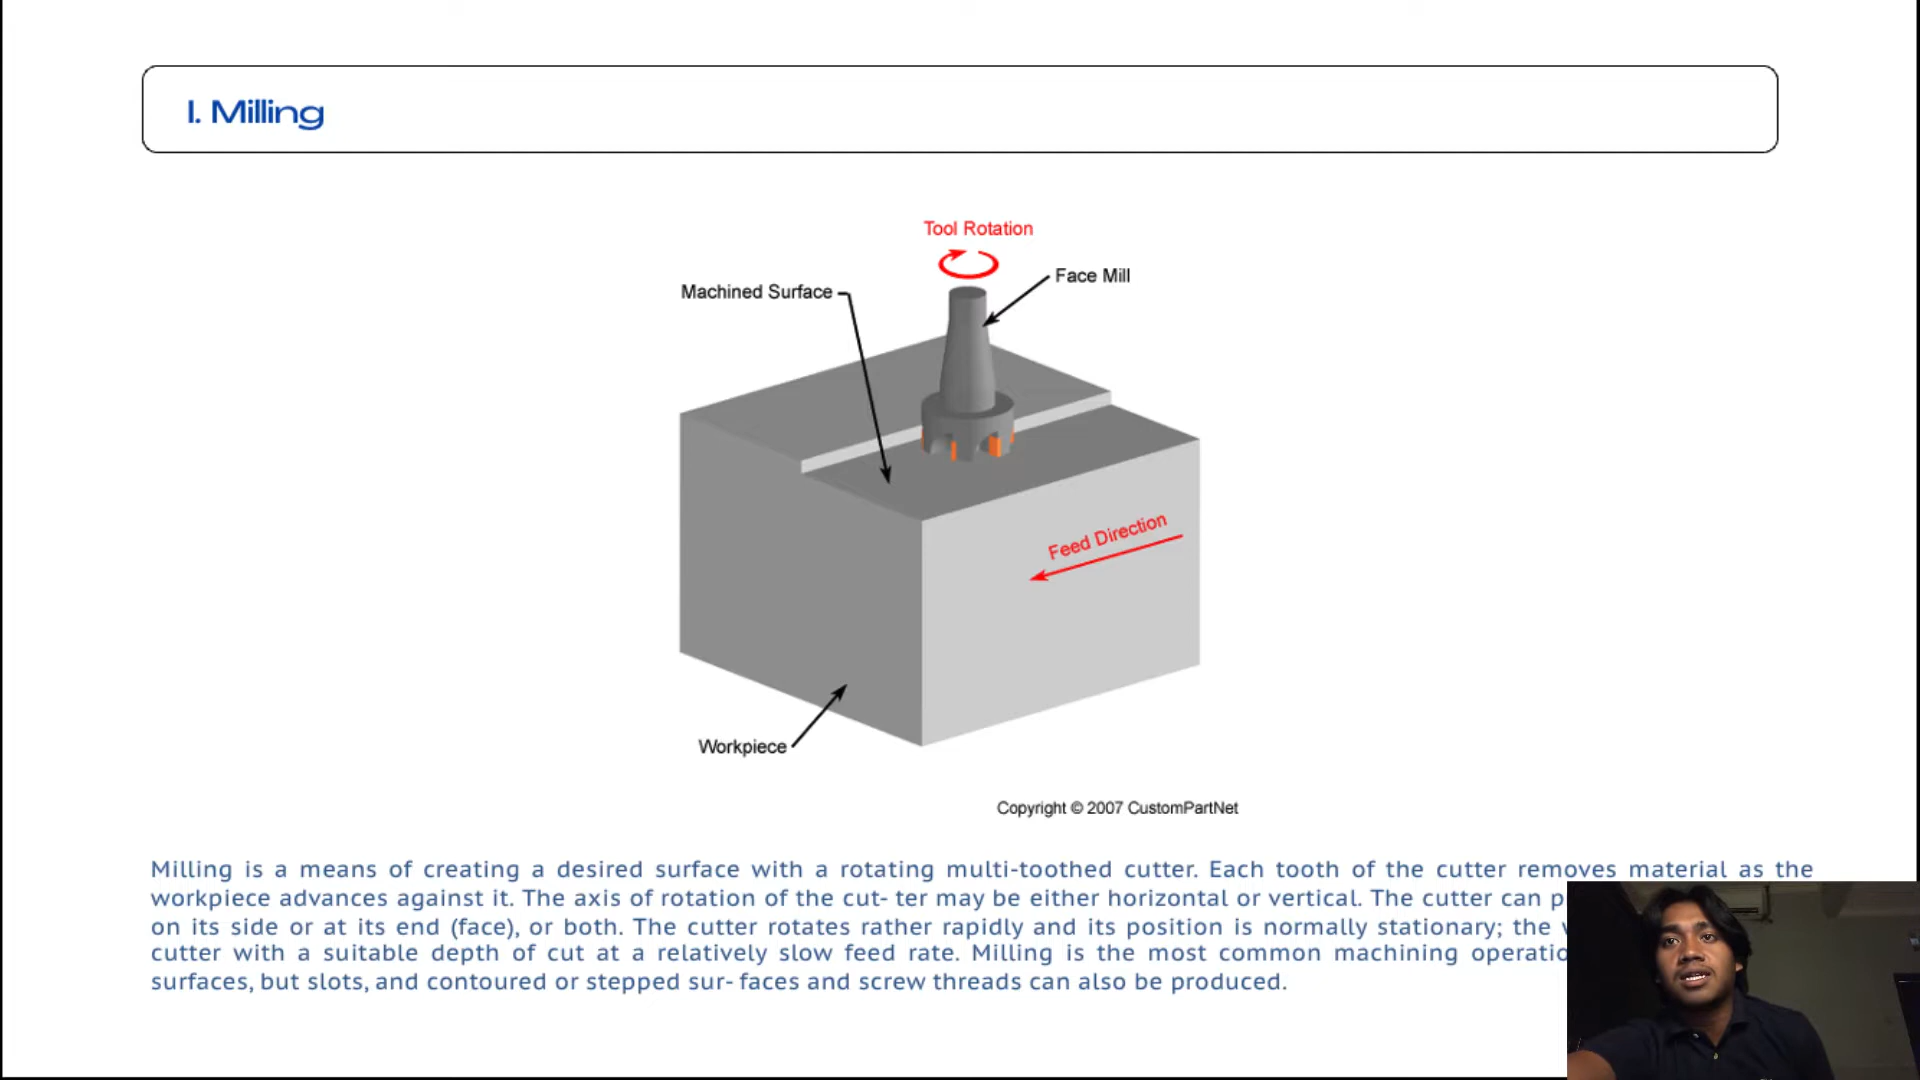 I. Milling
Tool Rotation
Face Mill
Machined Surface
Feed Direction
Workpiece
Copyright © 2007 CustomPartNet
Milling is a means of creating a desired surface with a rotating multi-toothed cutter. Each tooth of the cutter removes material as the
workpiece advances against it. The axis of rotation of the cut- ter may be either horizontal or vertical. The cutter can
on its side or at its end (face), or both. The cutter rotates rather rapidly and its position is normally stationary; the
cutter with a suitable depth of cut at a relatively slow feed rate. Milling is the most common machining
surfaces, but slots, and contoured or stepped sur- faces and screw threads can also be produced.